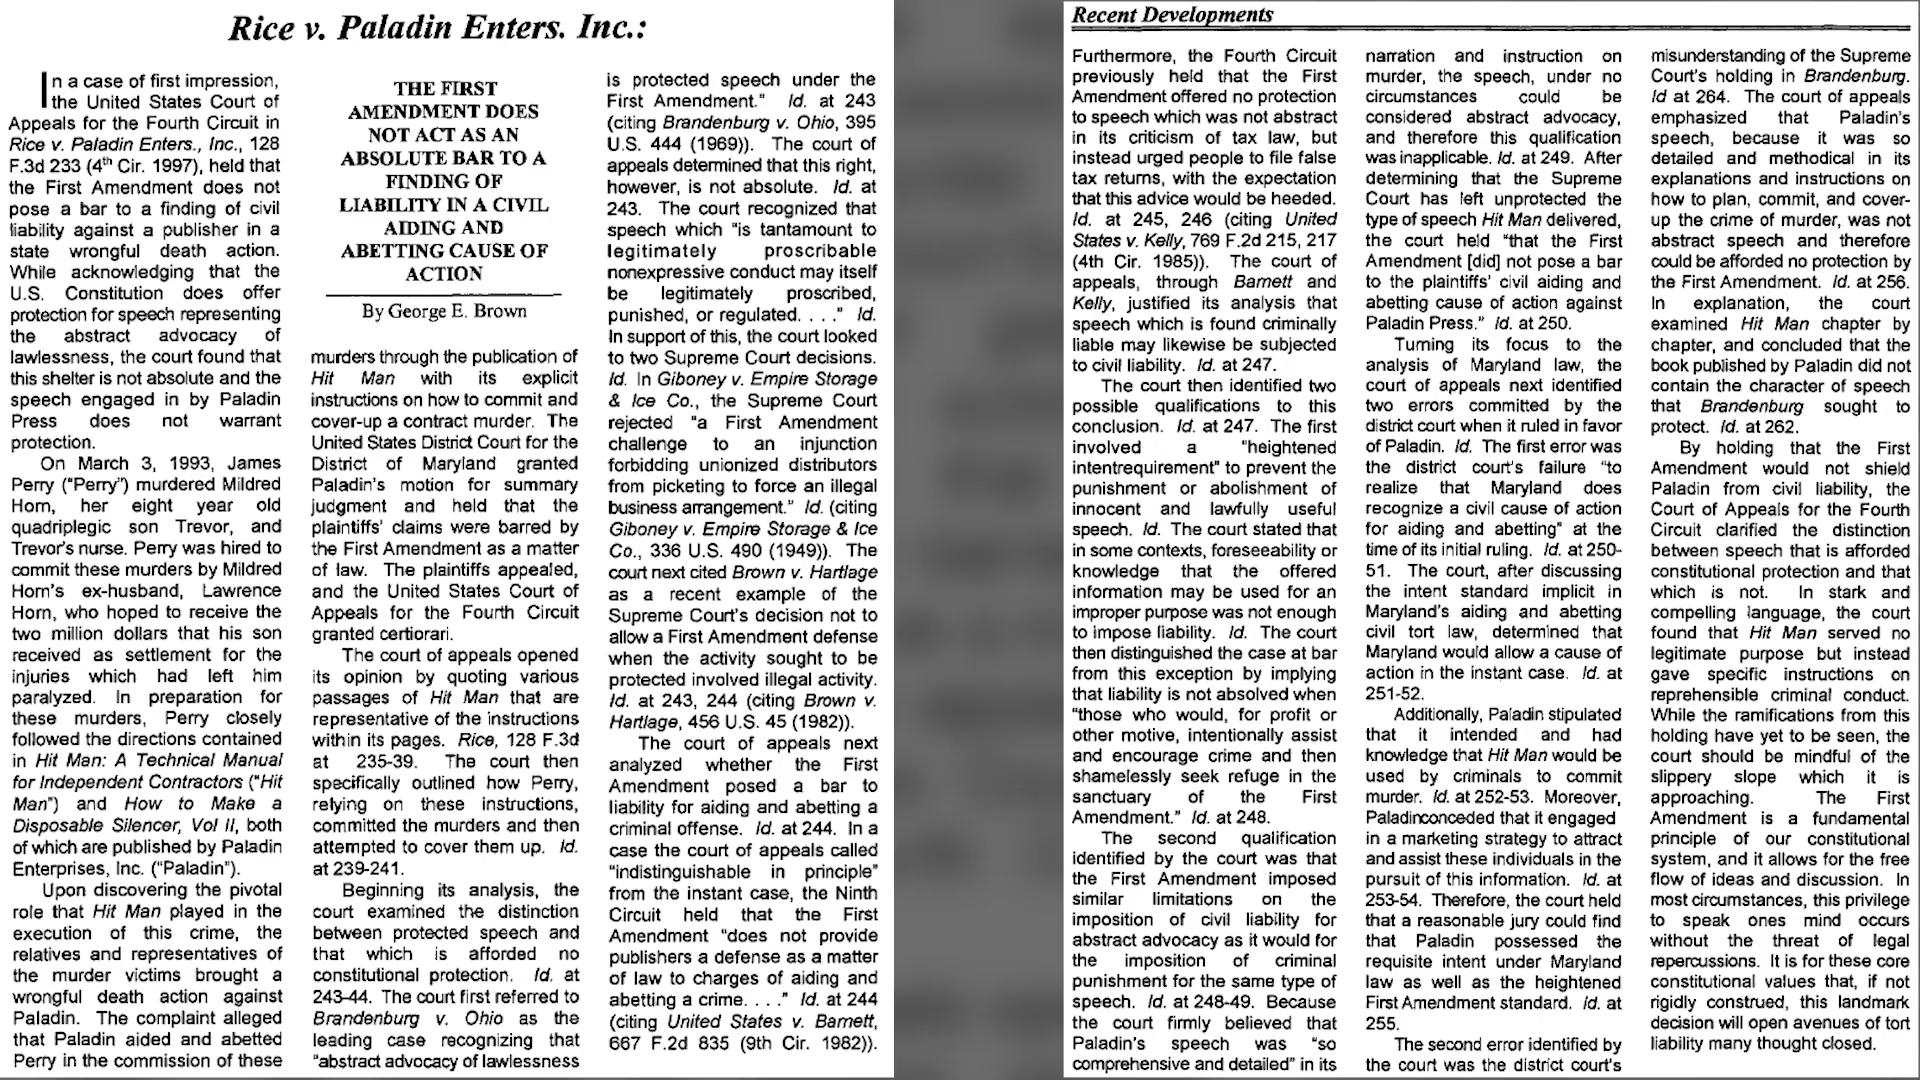 Rice v. Paladin Enters. Inc.:
In a case of first impression,
the United States Court of
Appeals for the Fourth Circuit in
Rice v. Paladin Enters., Inc., 128
F.3d 233 (4th Cir. 1997), held that
the First Amendment does not
pose a bar to a finding of civil
liability against a publisher in a
state wrongful death action.
While acknowledging that the
U.S. Constitution does offer
protection for speech representing
the abstract advocacy of
lawlessness, the court found that
this shelter is not absolute and the
speech engaged in by Paladin
Press does not warrant
protection.
On March 3, 1993, James
Perry ("Perry") murdered Mildred
Horn, her eight year old
quadriplegic son Trevor, and
Trevor's nurse. Perry was hired to
commit these murders by Mildred
Horn's ex-husband, Lawrence
Horn, who hoped to receive the
two million dollars that his son
received as settlement for the
injuries which had left him
paralyzed. In preparation for
these murders, Perry closely
followed the directions contained
in Hit Man: A Technical Manual
for Independent Contractors ("Hit
Man") and How to Make a
Disposable Silencer, Vol II, both
of which are published by Paladin
Enterprises, Inc. ("Paladin").
Upon discovering the pivotal
role that Hit Man played in the
execution of this crime, the
relatives and representatives of
the murder victims brought a
wrongful death action against
Paladin. The complaint alleged
that Paladin aided and abetted
Perry in the commission of these
THE FIRST
AMENDMENT DOES
NOT ACT AS AN
ABSOLUTE BAR TO A
FINDING OF
LIABILITY IN A CIVIL
AIDING AND
ABETTING CAUSE OF
ACTION
By George E. Brown
murders through the publication of
Hit Man with its explicit
instructions on how to commit and
cover-up a contract murder. The
United States District Court for the
District of Maryland granted
Paladin's motion for summary
judgment and held that the
plaintiffs' claims were barred by
the First Amendment as a matter
of law. The plaintiffs appealed,
and the United States Court of
Appeals for the Fourth Circuit
granted certiorari.
The court of appeals opened
its opinion by quoting various
passages of Hit Man that are
representative of the instructions
within its pages. Rice, 128 F.3d
at 235-39. The court then
specifically outlined how Perry,
relying on these instructions,
committed the murders and then
attempted to cover them up. Id.
at 239-241.
Beginning its analysis, the
court examined the distinction
between protected speech and
that which is afforded no
constitutional protection. Id. at
243-44. The court first referred to
Brandenburg v. Ohio as the
leading case recognizing that
"abstract advocacy of lawlessness
is protected speech under the
First Amendment." Id. at 243
(citing Brandenburg v. Ohio, 395
U.S. 444 (1969)). The court of
appeals determined that this right,
however, is not absolute. Id. at
243. The court recognized that
speech which "is tantamount to
legitimately proscribable
nonexpressive conduct may itself
be legitimately proscribed,
punished, or regulated. . . ." Id.
In support of this, the court looked
to two Supreme Court decisions.
Id. In Giboney v. Empire Storage
& Ice Co., the Supreme Court
rejected "a First Amendment
challenge to an injunction
forbidding unionized distributors
from picketing to force an illegal
business arrangement." Id. (citing
Giboney v. Empire Storage & Ice
Co., 336 U.S. 490 (1949)). The
court next cited Brown v. Hartlage
as a recent example of the
Supreme Court's decision not to
allow a First Amendment defense
when the activity sought to be
protected involved illegal activity.
Id. at 243, 244 (citing Brown v.
Hartlage, 456 U.S. 45 (1982)).
The court of appeals next
analyzed whether the First
Amendment posed a bar to
liability for aiding and abetting a
criminal offense. Id. at 244. In a
case the court of appeals called
"indistinguishable in principle"
from the instant case, the Ninth
Circuit held that the First
Amendment "does not provide
publishers a defense as a matter
of law to charges of aiding and
abetting a crime. . . ." Id. at 244
(citing United States v. Barnett,
667 F.2d 835 (9th Cir. 1982)).
Recent Developments
Furthermore, the Fourth Circuit
previously held that the First
Amendment offered no protection
to speech which was not abstract
in its criticism of tax law, but
instead urged people to file false
tax returns, with the expectation
that this advice would be heeded.
Id. at 245, 246 (citing United
States v. Kelly, 769 F.2d 215, 217
(4th Cir. 1985)). The court of
appeals, through Barnett and
Kelly, justified its analysis that
speech which is found criminally
liable may likewise be subjected
to civil liability. Id. at 247.
The court then identified two
possible qualifications to this
conclusion. Id. at 247. The first
involved a "heightened
intentrequirement" to prevent the
punishment or abolishment of
innocent and lawfully useful
speech. Id. The court stated that
in some contexts, foreseeability or
knowledge that the offered
information may be used for an
improper purpose was not enough
to impose liability. Id. The court
then distinguished the case at bar
from this exception by implying
that liability is not absolved when
"those who would, for profit or
other motive, intentionally assist
and encourage crime and then
shamelessly seek refuge in the
sanctuary of the First
Amendment." Id. at 248.
The second qualification
identified by the court was that
the First Amendment imposed
similar limitations on the
imposition of civil liability for
abstract advocacy as it would for
the imposition of criminal
punishment for the same type of
speech. Id. at 248-49. Because
the court firmly believed that
Paladin's speech was "so
comprehensive and detailed" in its
narration and instruction on
murder, the speech, under no
circumstances could be
considered abstract advocacy,
and therefore this qualification
was inapplicable. Id. at 249. After
determining that the Supreme
Court has left unprotected the
type of speech Hit Man delivered,
the court held "that the First
Amendment [did] not pose a bar
to the plaintiffs' civil aiding and
abetting cause of action against
Paladin Press." Id. at 250.
Turning its focus to the
analysis of Maryland law, the
court of appeals next identified
two errors committed by the
district court when it ruled in favor
of Paladin. Id. The first error was
the district court's failure "to
realize that Maryland does
recognize a civil cause of action
for aiding and abetting" at the
time of its initial ruling. Id. at 250-
51. The court, after discussing
the intent standard implicit in
Maryland's aiding and abetting
civil tort law, determined that
Maryland would allow a cause of
action in the instant case. Id. at
251-52.
Additionally, Paladin stipulated
that it intended and had
knowledge that Hit Man would be
used by criminals to commit
murder. Id. at 252-53. Moreover,
Paladinconceded that it engaged
in a marketing strategy to attract
and assist these individuals in the
pursuit of this information. Id. at
253-54. Therefore, the court held
that a reasonable jury could find
that Paladin possessed the
requisite intent under Maryland
law as well as the heightened
First Amendment standard. Id. at
255.
The second error identified by
the court was the district court's
misunderstanding of the Supreme
Court's holding in Brandenburg.
Id at 264. The court of appeals
emphasized that Paladin's
speech, because it was so
detailed and methodical in its
explanations and instructions on
how to plan, commit, and cover-
up the crime of murder, was not
abstract speech and therefore
could be afforded no protection by
the First Amendment. Id. at 256.
In explanation, the court
examined Hit Man chapter by
chapter, and concluded that the
book published by Paladin did not
contain the character of speech
that Brandenburg sought to
protect. Id. at 262.
By holding that the First
Amendment would not shield
Paladin from civil liability, the
Court of Appeals for the Fourth
Circuit clarified the distinction
between speech that is afforded
constitutional protection and that
which is not. In stark and
compelling language, the court
found that Hit Man served no
legitimate purpose but instead
gave specific instructions on
reprehensible criminal conduct.
While the ramifications from this
holding have yet to be seen, the
court should be mindful of the
slippery slope which it is
approaching. The First
Amendment is a fundamental
principle of our constitutional
system, and it allows for the free
flow of ideas and discussion. In
most circumstances, this privilege
to speak ones mind occurs
without the threat of legal
repercussions. It is for these core
constitutional values that, if not
rigidly construed, this landmark
decision will open avenues of tort
liability many thought closed.